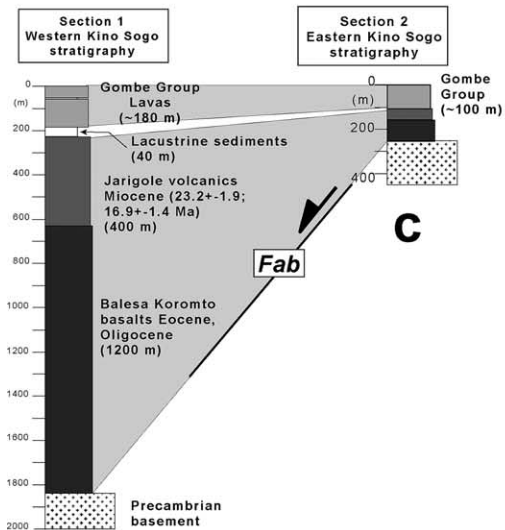 Section 1
Western Kino Sogo
stratigraphy
Section 2
Eastern Kino Sogo
stratigraphy
0
(m)
200
400
600
800
1000
1200
1400
1600
1800
2000
Gombe Group
Lavas
(~180 m)
Lacustrine sediments
(40 m)
Jarigole volcanics
Miocene (23.2+-1.9;
16.9+-1.4 Ma)
(400 m)
Balesa Koromto
basalts Eocene,
Oligocene
(1200 m)
Precambrian
basement
Fab
0
(m)
200
400
Gombe
Group
(~100 m)
C